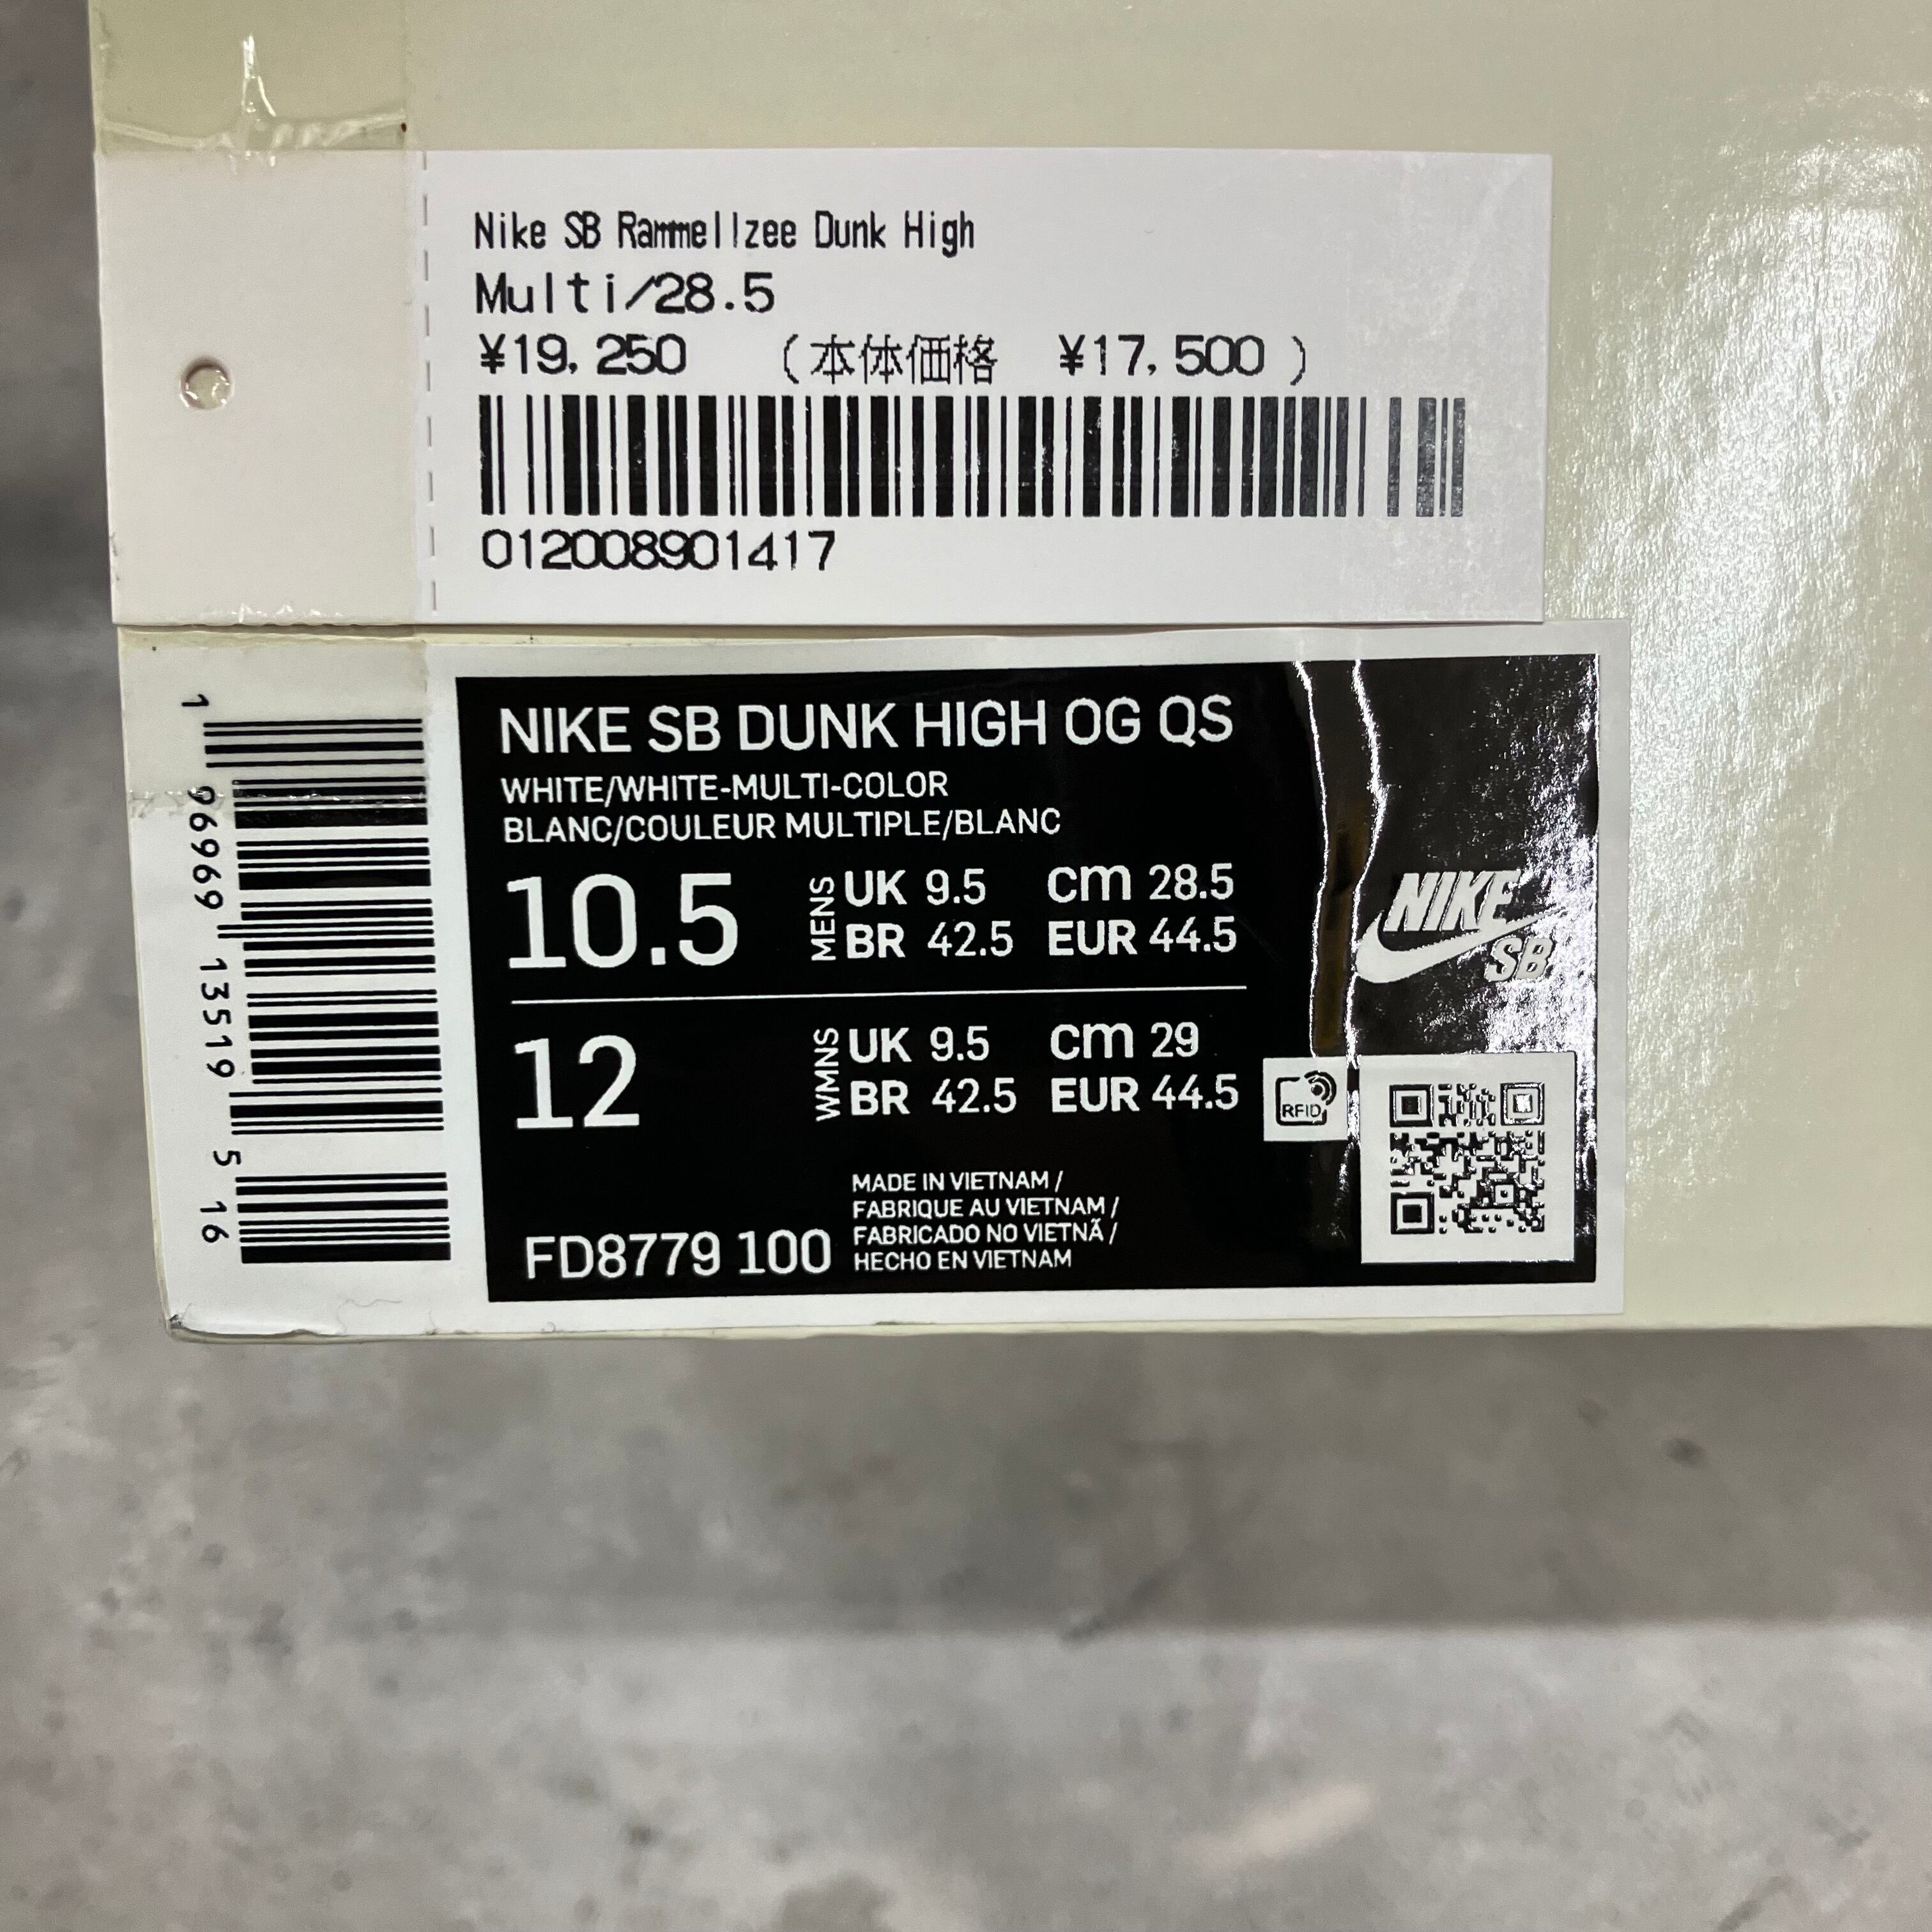 Nike SB Rammellzee Dunk High
Multi/28.5
¥19,250 (本体価格 ¥17,500)
012008901417
1 96969 13519 5 16
NIKE SB DUNK HIGH OG QS
WHITE/WHITE-MULTI-COLOR
BLANC/COULEUR MULTIPLE/BLANC
10.5 MENS UK 9.5 cm 28.5
BR 42.5 EUR 44.5
NIKE
SB
12 WMNS UK 9.5 cm 29
BR 42.5 EUR 44.5
RFID
MADE IN VIETNAM /
FABRIQUE AU VIETNAM /
FABRICADO NO VIETNÃ /
HECHO EN VIETNAM
FD8779 100